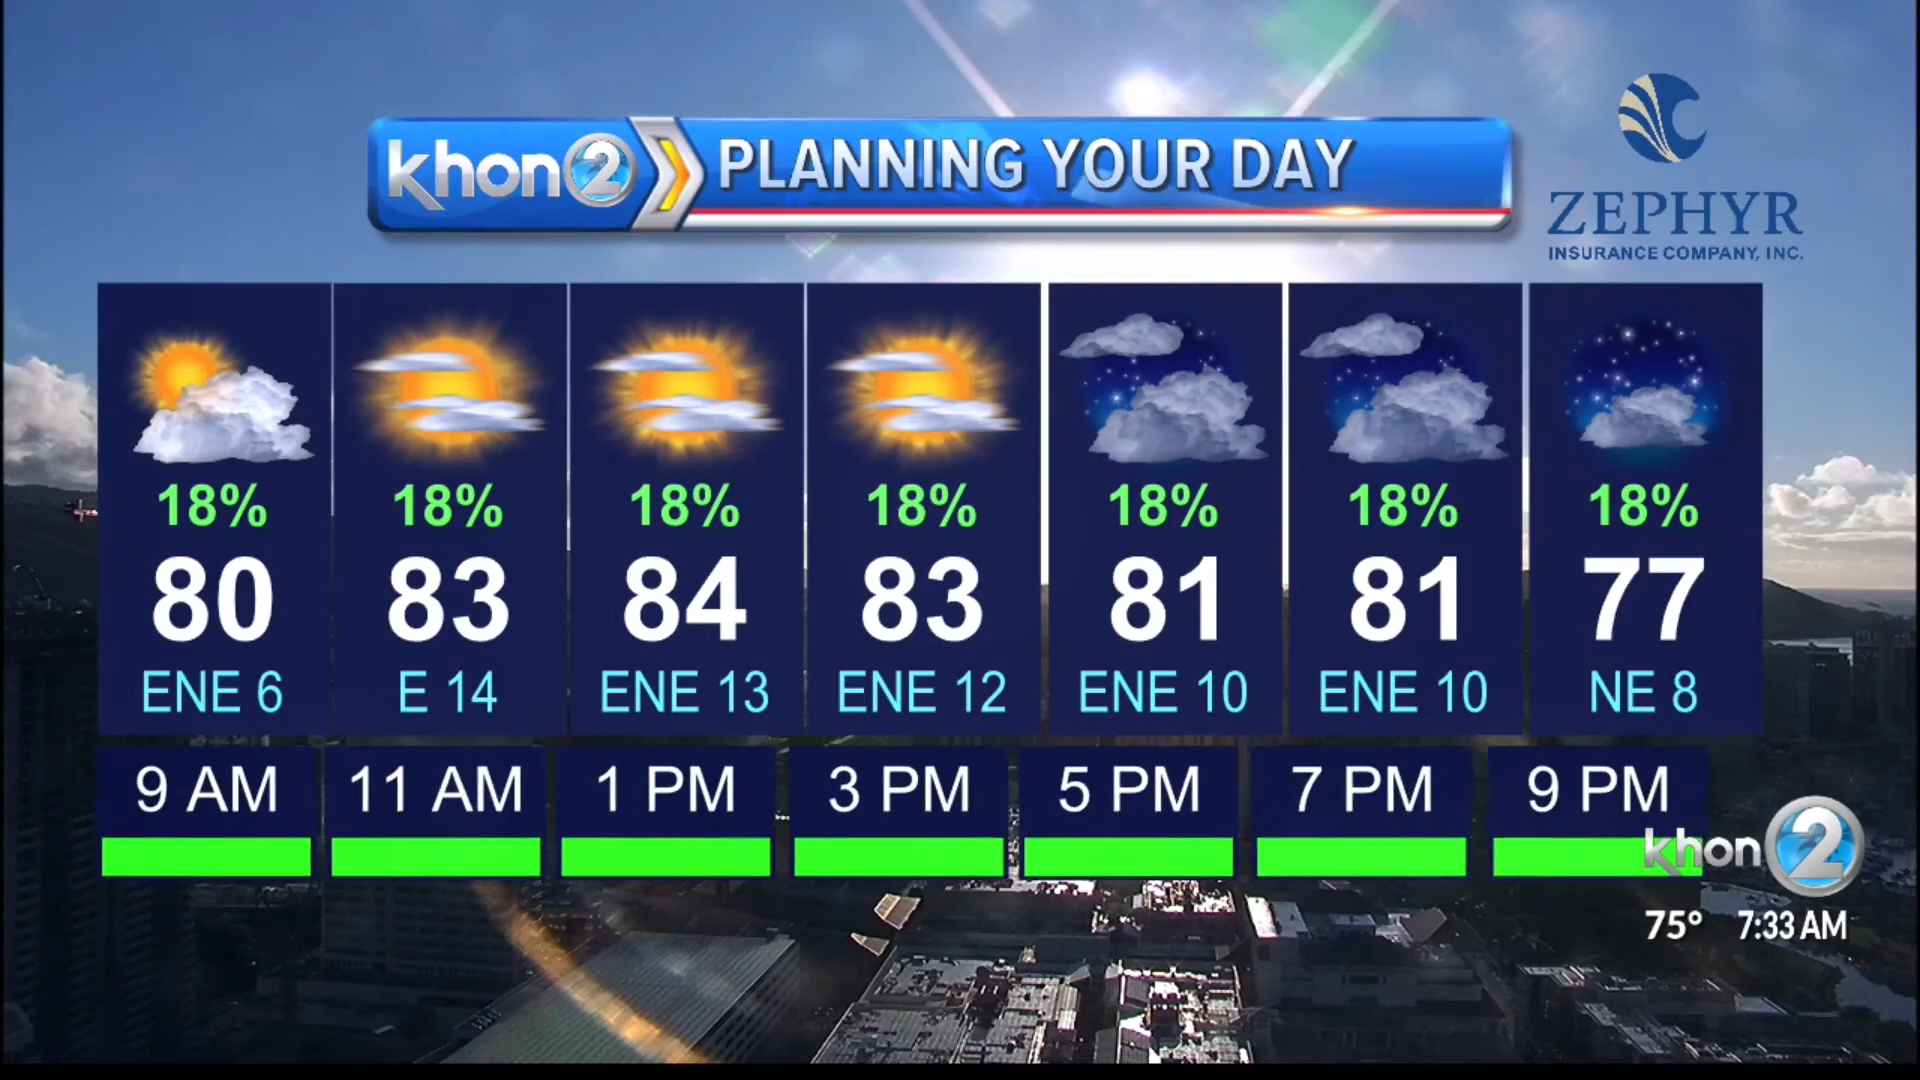 khon2 PLANNING YOUR DAY
ZEPHYR
INSURANCE COMPANY, INC.
18% 18% 18% 18% 18% 18% 18%
80 83 84 83 81 81 77
ENE 6 E 14 ENE 13 ENE 12 ENE 10 ENE 10 NE 8
9 AM 11 AM 1 PM 3 PM 5 PM 7 PM 9 PM
khon2
75° 7:33 AM